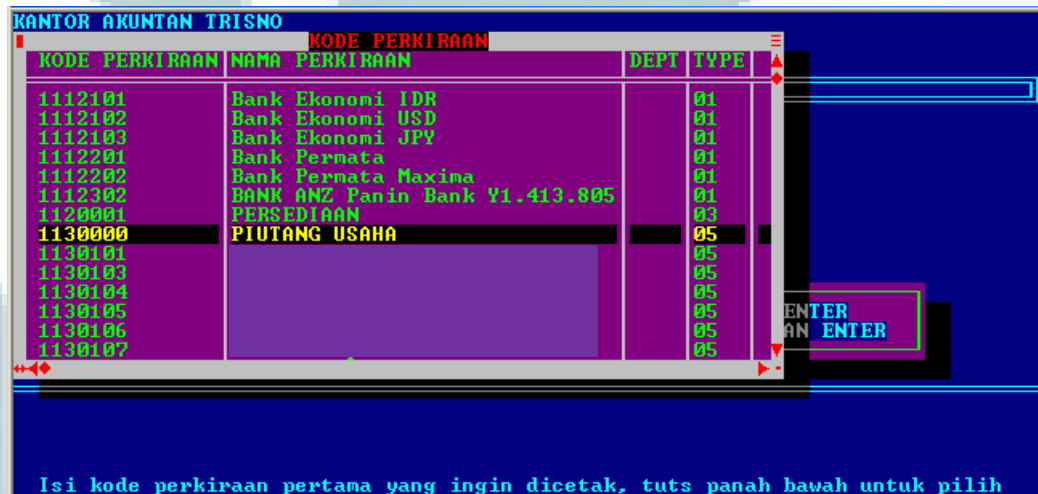 KANTOR AKUNTAN TRISNO
KODE PERKIRAAN
KODE PERKIRAAN NAMA PERKIRAAN DEPT TYPE
1112101 Bank Ekonomi IDR 01
1112102 Bank Ekonomi USD 01
1112103 Bank Ekonomi JPY 01
1112201 Bank Permata 01
1112202 Bank Permata Maxima 01
1112302 BANK ANZ Panin Bank Y1.413.805 01
1120001 PERSEDIAAN 03
1130000 PIUTANG USAHA 05
1130101 05
1130103 05
1130104 05
1130105 05 ENTER
1130106 05 AN ENTER
1130107 05
Isi kode perkiraan pertama yang ingin dicetak, tuts panah bawah untuk pilih